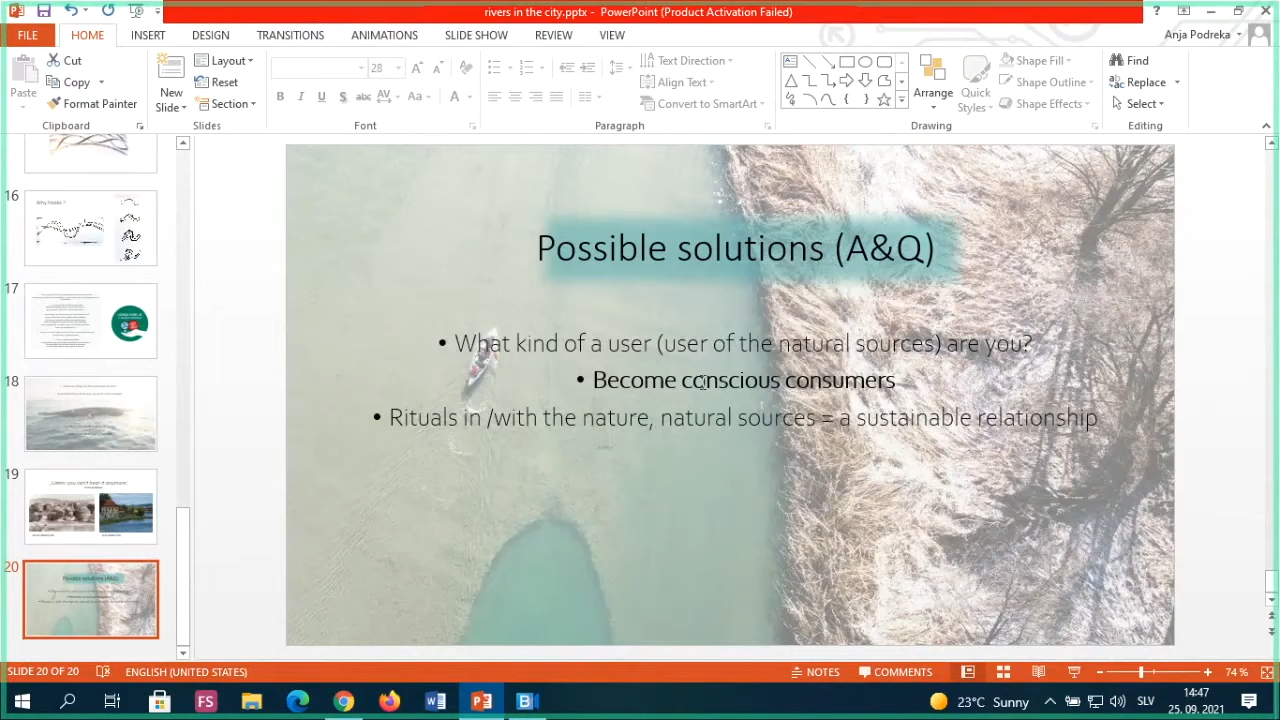 rivers in the city.pptx - PowerPoint (Product Activation Failed)
FILE HOME INSERT DESIGN TRANSITIONS ANIMATIONS SLIDE SHOW REVIEW VIEW Anja Podreka
Paste Cut Copy Format Painter Clipboard
New Slide Layout Reset Section Slides
28 Font
Text Direction Align Text Convert to SmartArt Paragraph
Arrange Quick Styles Shape Fill Shape Outline Shape Effects Drawing
Find Replace Select Editing
16
Why hooks ?
17
18
19
20
Possible solutions (A&Q)
Possible solutions (A&Q)
• What kind of a user (user of the natural sources) are you?
• Become conscious consumers
• Rituals in /with the nature, natural sources = a sustainable relationship
SLIDE 20 OF 20 ENGLISH (UNITED STATES) NOTES COMMENTS 74 %
FS 23°C Sunny SLV 14:47
25. 09. 2021